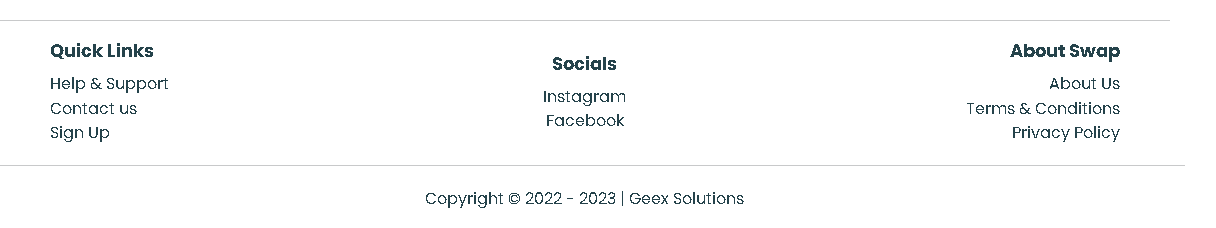 Quick Links
Help & Support
Contact us
Sign Up
Socials
Instagram
Facebook
About Swap
About Us
Terms & Conditions
Privacy Policy
Copyright © 2022 - 2023 | Geex Solutions